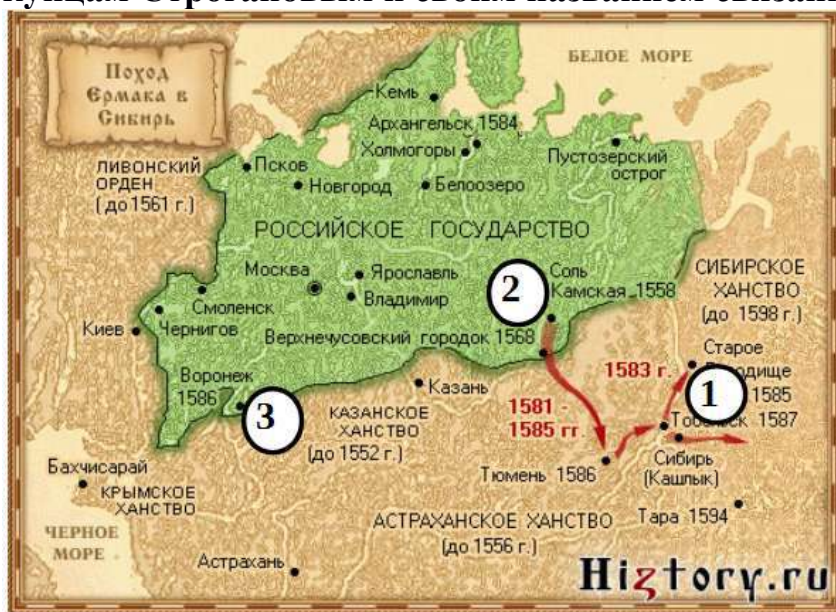 купцам Строгановым и своим названием связан
Поход
Ермака в
Сибирь
БЕЛОЕ МОРЕ
Кемь
Архангельск 1584
Холмогоры
Пустозерский
острог
ЛИВОНСКИЙ
ОРДЕН
(до 1561 г.)
Псков
Новгород
Белоозеро
РОССИЙСКОЕ ГОСУДАРСТВО
Москва
Ярославль
Владимир
2
Соль
Камская 1558
СИБИРСКОЕ
ХАНСТВО
(до 1598 г.)
Смоленск
Киев
Чернигов
Верхнечусовский городок 1568
Старое
1585
1583 г.
1
Воронеж
1586
3
Казань
КАЗАНСКОЕ
ХАНСТВО
(до 1552 г.)
1581 -
1585 гг.
1587
Сибирь
(Кашлык)
Тюмень 1586
Бахчисарай
КРЫМСКОЕ
ХАНСТВО
АСТРАХАНСКОЕ ХАНСТВО
(до 1556 г.)
Тара 1594
ЧЕРНОЕ
МОРЕ
Астрахань
Hiztory.ru